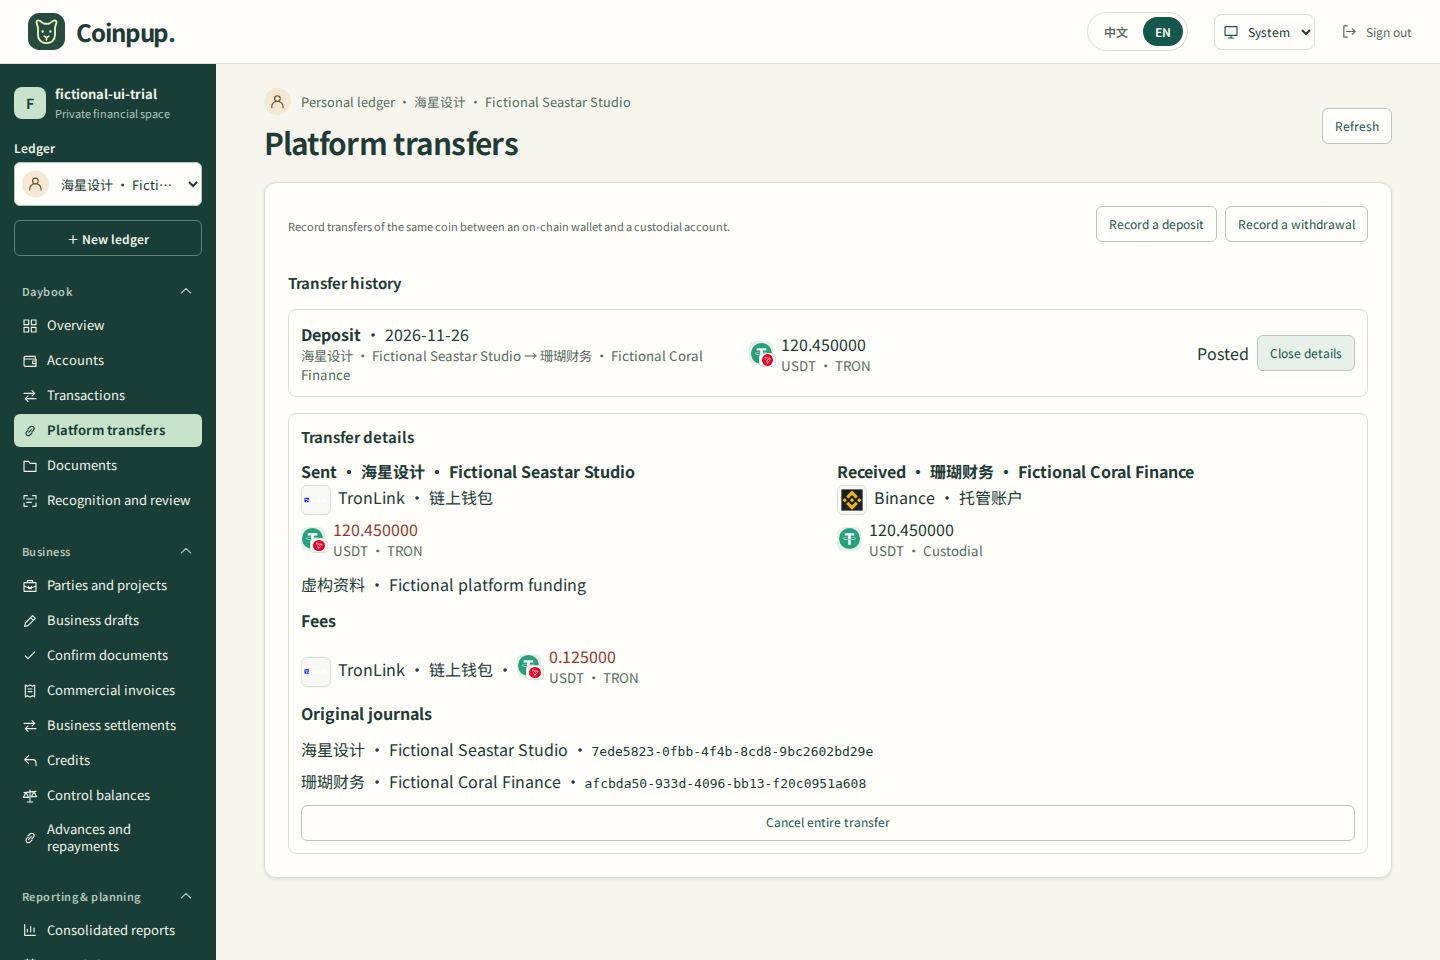 Coinpup.
中文
EN
System
Sign out
F
fictional-ui-trial
Private financial space
Ledger
海星设计 · Ficti···
+ New ledger
Daybook
Overview
Accounts
Transactions
Platform transfers
Documents
Recognition and review
Business
Parties and projects
Business drafts
Confirm documents
Commercial invoices
Business settlements
Credits
Control balances
Advances and
repayments
Reporting & planning
Consolidated reports
Personal ledger · 海星设计 · Fictional Seastar Studio
Platform transfers
Refresh
Record transfers of the same coin between an on-chain wallet and a custodial account.
Record a deposit
Record a withdrawal
Transfer history
Deposit · 2026-11-26
海星设计 · Fictional Seastar Studio → 珊瑚财务 · Fictional Coral
Finance
120.450000
USDT · TRON
Posted
Close details
Transfer details
Sent · 海星设计 · Fictional Seastar Studio
TronLink · 链上钱包
120.450000
USDT · TRON
Received · 珊瑚财务 · Fictional Coral Finance
Binance · 托管账户
120.450000
USDT · Custodial
虚构资料 · Fictional platform funding
Fees
TronLink · 链上钱包 ·
0.125000
USDT · TRON
Original journals
海星设计 · Fictional Seastar Studio · 7ede5823-0fbb-4f4b-8cd8-9bc2602bd29e
珊瑚财务 · Fictional Coral Finance · afcbda50-933d-4096-bb13-f20c0951a608
Cancel entire transfer